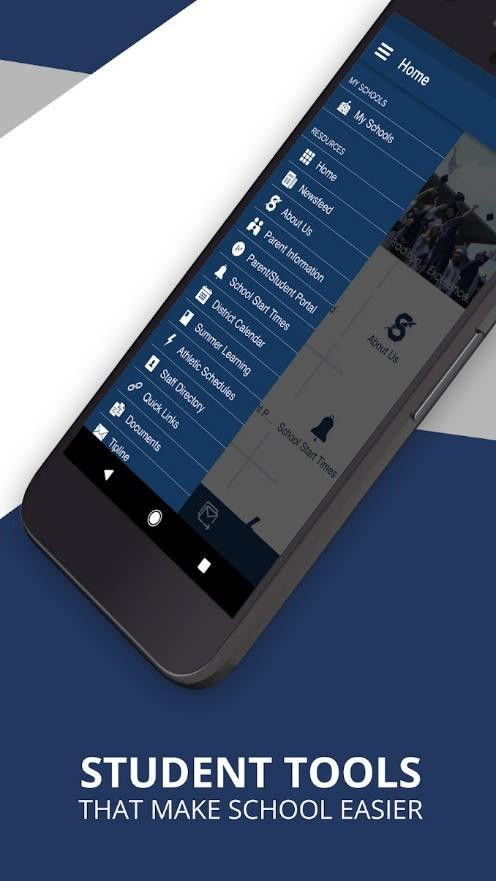 Home
MY SCHOOLS
My Schools
RESOURCES
Home
Newsfeed
About Us
Parent Information
Parent/Student Portal
School Start Times
District Calendar
Summer Learning
Athletic Schedules
Staff Directory
Quick Links
Documents
Tipline
Tradition
Excellence
About Us
School Start Times
STUDENT TOOLS
THAT MAKE SCHOOL EASIER